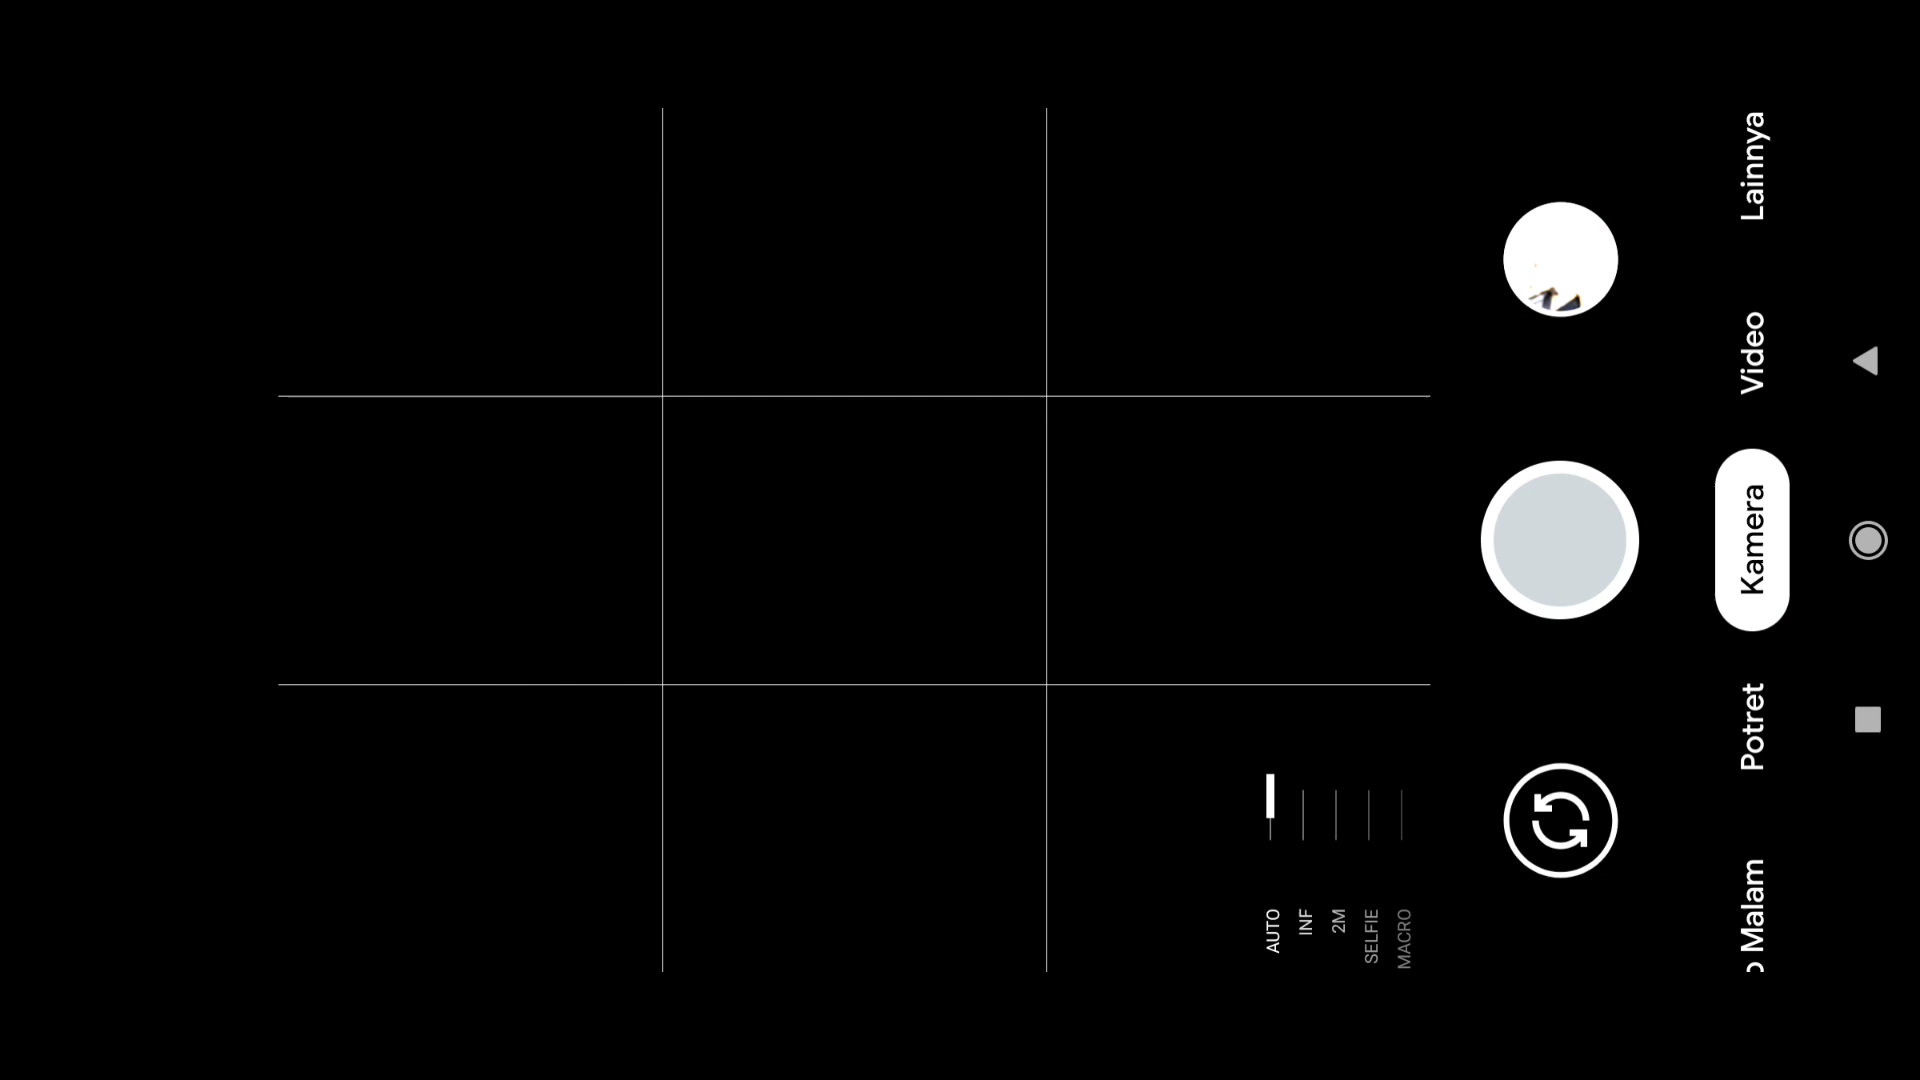 AUTO
INF
2M
SELFIE
MACRO
Malam
Potret
Kamera
Video
Lainnya